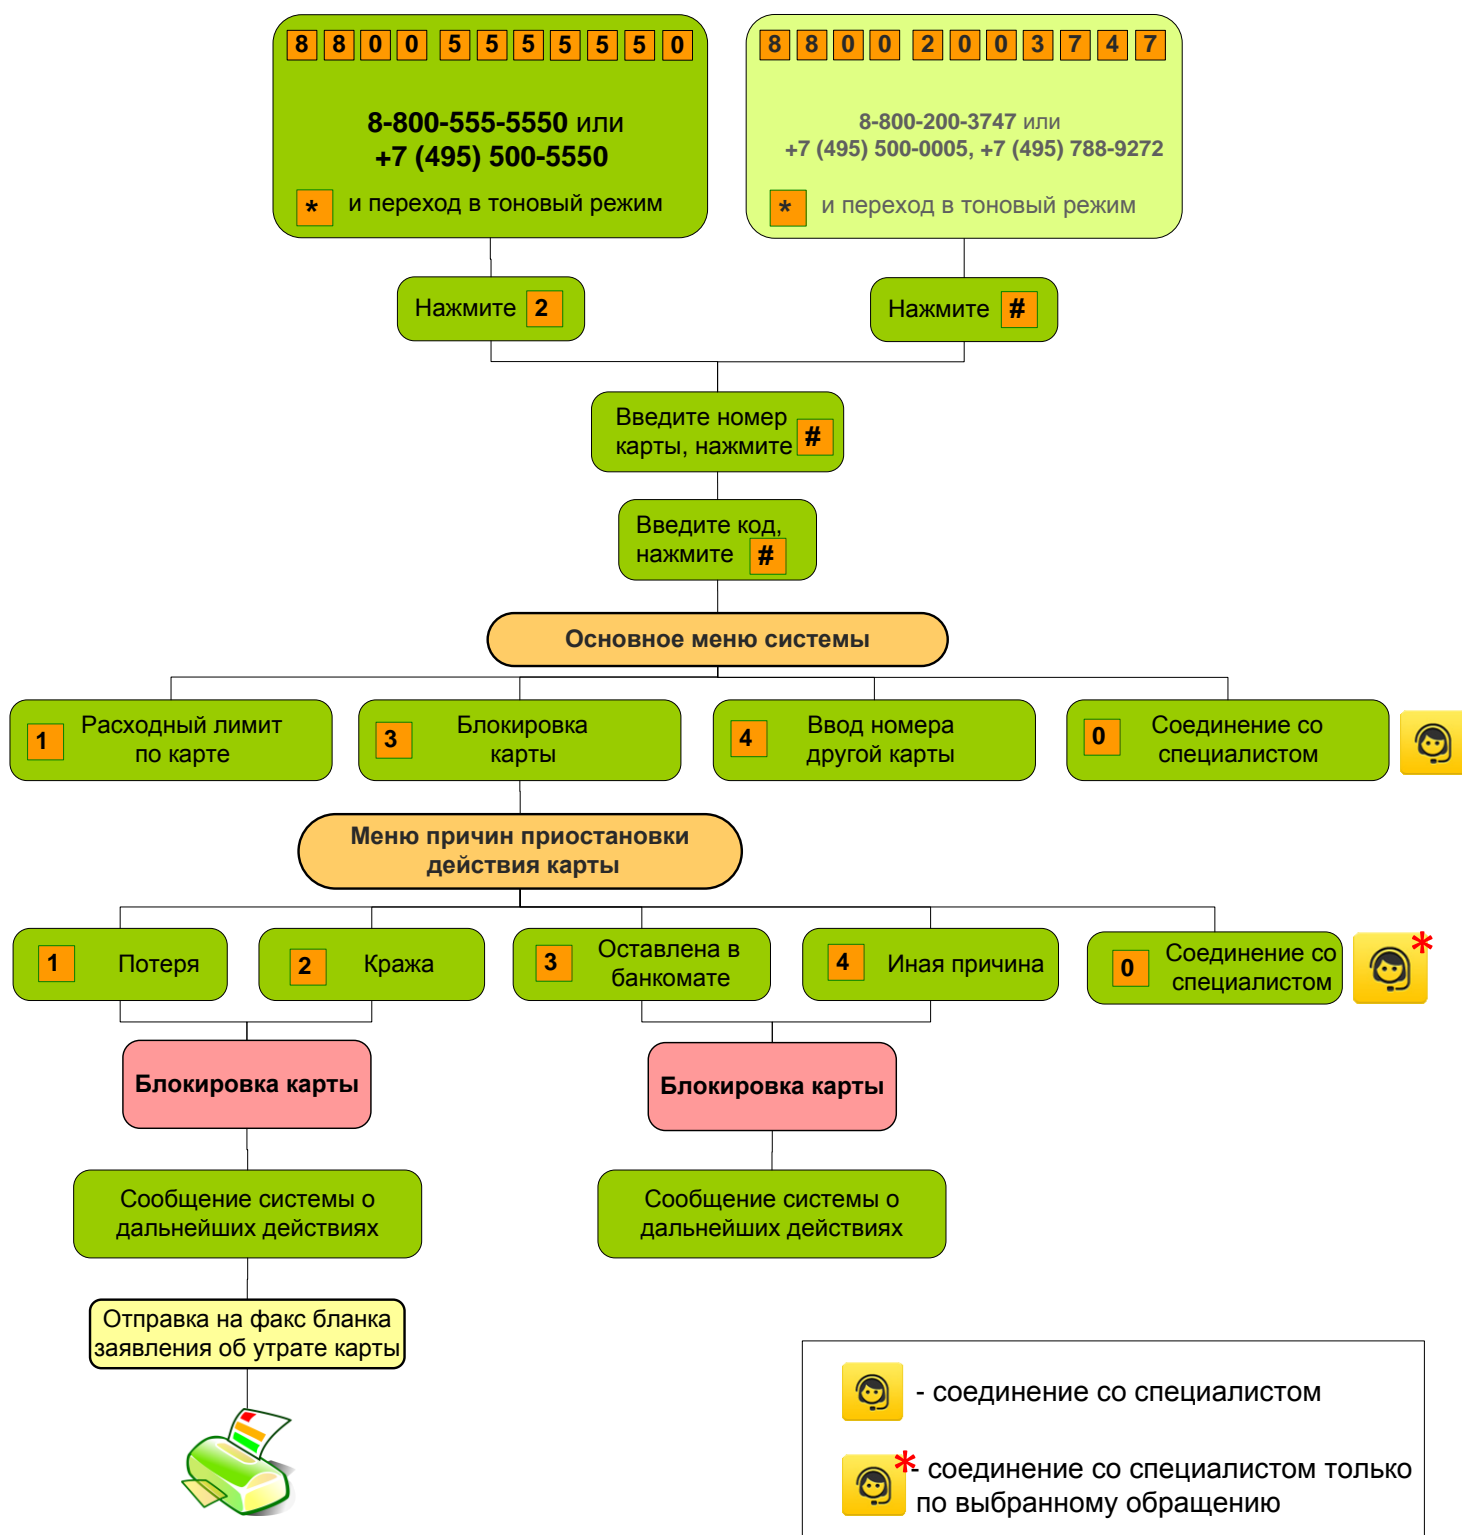 8 8 0 0 5 5 5 5 5 5 0
8-800-555-5550 или
+7 (495) 500-5550
* и переход в тоновый режим
8 8 0 0 2 0 0 3 7 4 7
8-800-200-3747 или
+7 (495) 500-0005, +7 (495) 788-9272
* и переход в тоновый режим
Нажмите 2
Нажмите #
Введите номер
карты, нажмите #
Введите код,
нажмите #
Основное меню системы
1 Расходный лимит
по карте
3 Блокировка
карты
4 Ввод номера
другой карты
0 Соединение со
специалистом
Меню причин приостановки
действия карты
1 Потеря
2 Кража
3 Оставлена в
банкомате
4 Иная причина
0 Соединение со
специалистом
*
Блокировка карты
Блокировка карты
Сообщение системы о
дальнейших действиях
Сообщение системы о
дальнейших действиях
Отправка на факс бланка
заявления об утрате карты
- соединение со специалистом
*- соединение со специалистом только
по выбранному обращению